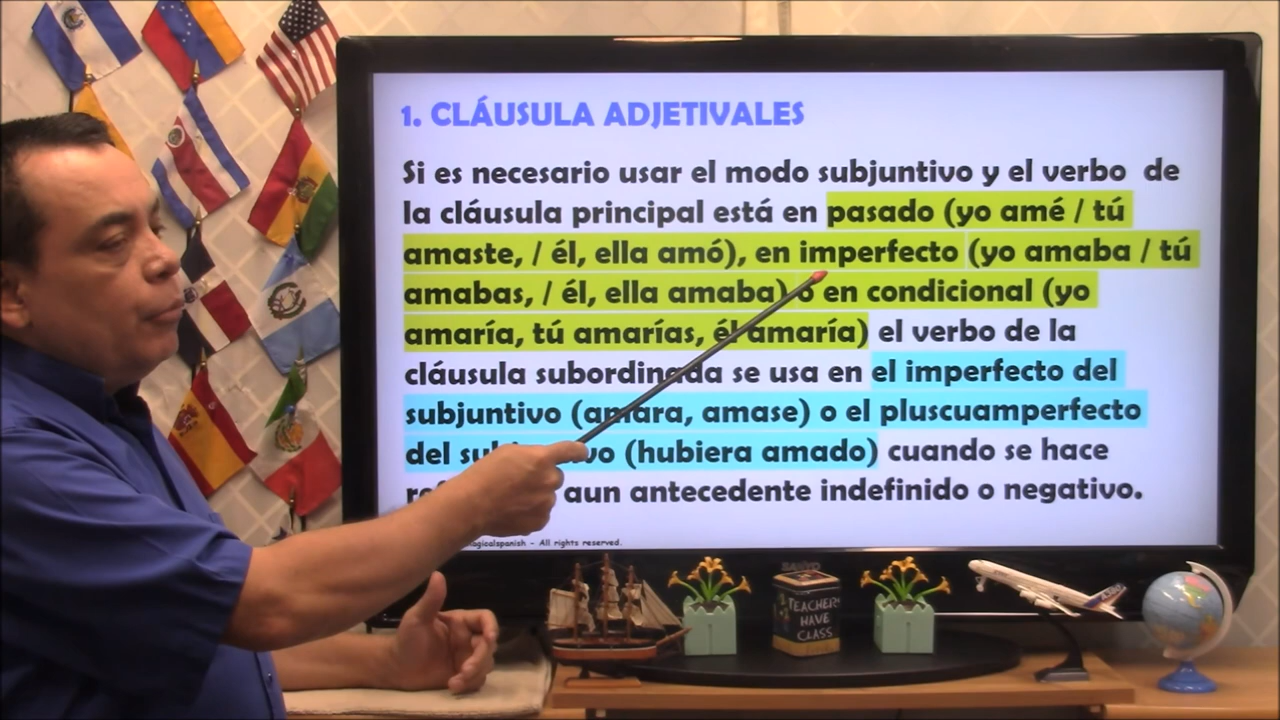 1. CLÁUSULA ADJETIVALES
Si es necesario usar el modo subjuntivo y el verbo de
la cláusula principal está en pasado (yo amé / tú
amaste, / él, ella amó), en imperfecto (yo amaba / tú
amabas, / él, ella amaba) o en condicional (yo
amaría, tú amarías, él amaría) el verbo de la
cláusula subordinada se usa en el imperfecto del
subjuntivo (amara, amase) o el pluscuamperfecto
del (hubiera amado) cuando se hace
aun antecedente indefinido o negativo.
- All rights reserved.
SANYO
TEACHERS
HAVE
CLASS